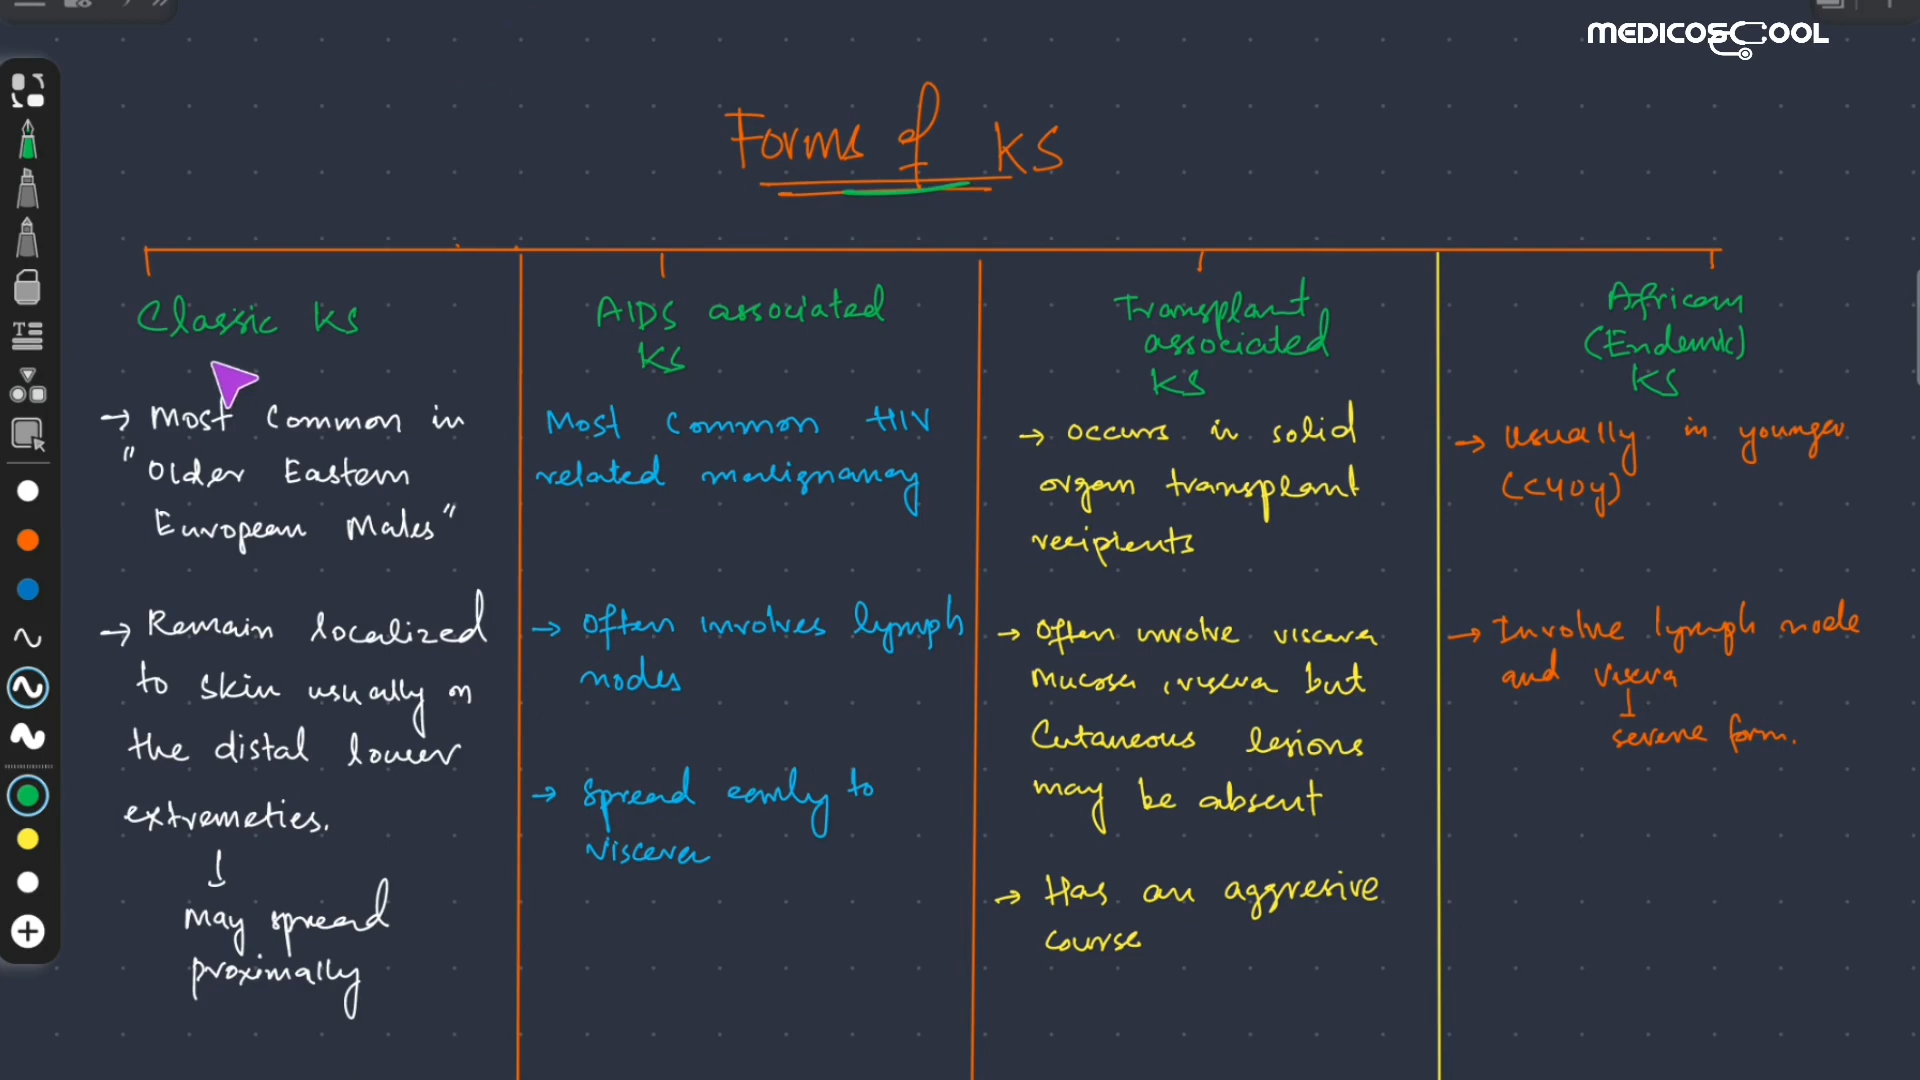 MEDICOSCOOL
Forms of KS
Classic KS
→ Most Common in
"Older Eastern
European Males"
→ Remain localized
to skin usually on
the distal lower
extremeties.
↓
may spread
proximally
AIDS associated
KS
Most Common HIV
related malignancy
→ Often involves lymph
nodes
→ Spread early to
viscera
Transplant
associated
KS
→ occurs in solid
organ transplant
recipients
→ Often involve viscera
mucosa, viscera but
Cutaneous lesions
may be absent
→ Has an aggresive
course
African
(Endemic)
KS
→ Usually in younger
(<40y)
→ Involve lymph node
and viscera
↓
severe form.